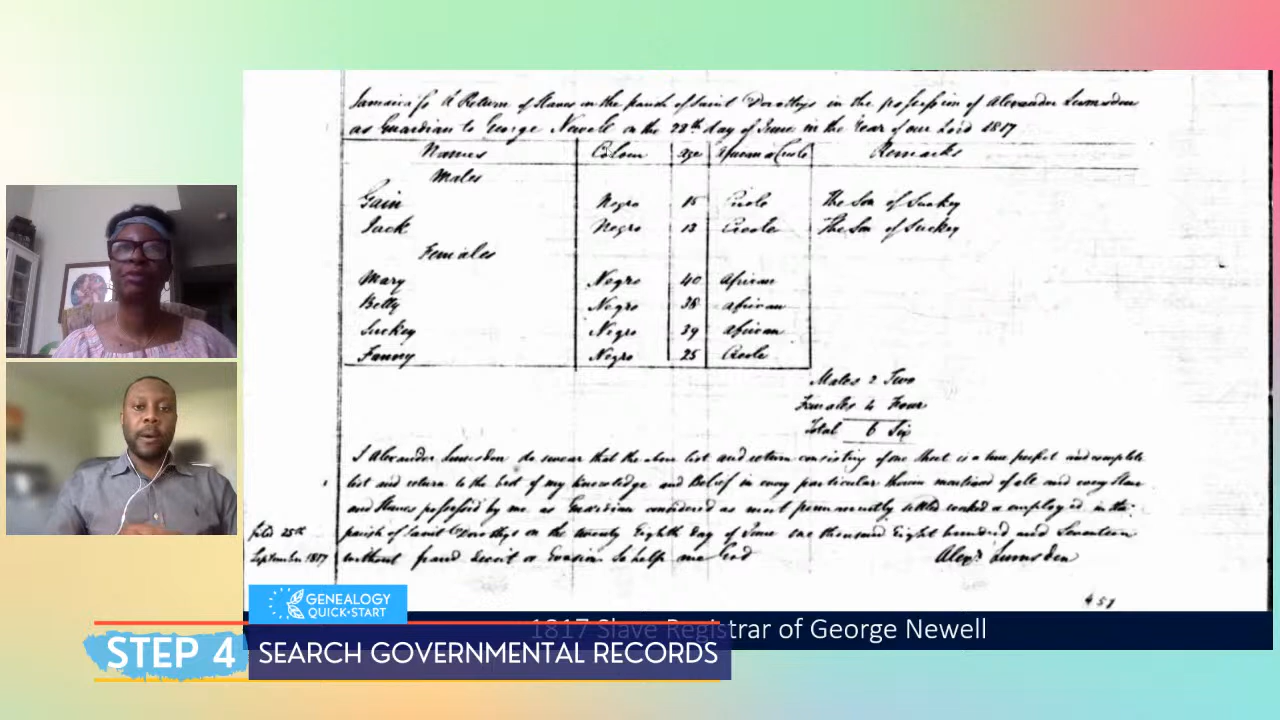 Jamaica Ss A Return of Slaves in the parish of Saint Dorothys in the possession of Alexander Lumsden
as Guardian to George Newell on the 28th day of June in the Year of our Lord 1817
Names Colour Age African or Creole Remarks
Males
Gain Negro 15 Creole The Son of Suckey
Jack Negro 13 Creole The Son of Suckey
Females
Mary Negro 40 African
Betty Negro 38 African
Suckey Negro 39 African
Fanny Negro 25 Creole
Males 2 Two
Females 4 Four
Total 6 Six
I Alexander Lumsden do swear that the above list and return consisting of one Sheet is a true perfect and complete
list and return to the best of my knowledge and Belief in every particular therein mentioned of all and every Slave
and Slaves possessed by me as Guardian considered as most permanently settled worked or employed in the
parish of Saint Dorothys on the twenty Eighth day of June one thousand Eight hundred and Seventeen
without fraud deceit or Evasion So help me God
Alexr Lumsden
25th
September 1817
451
GENEALOGY
QUICK START
1817 Slave Registrar of George Newell
STEP 4 SEARCH GOVERNMENTAL RECORDS